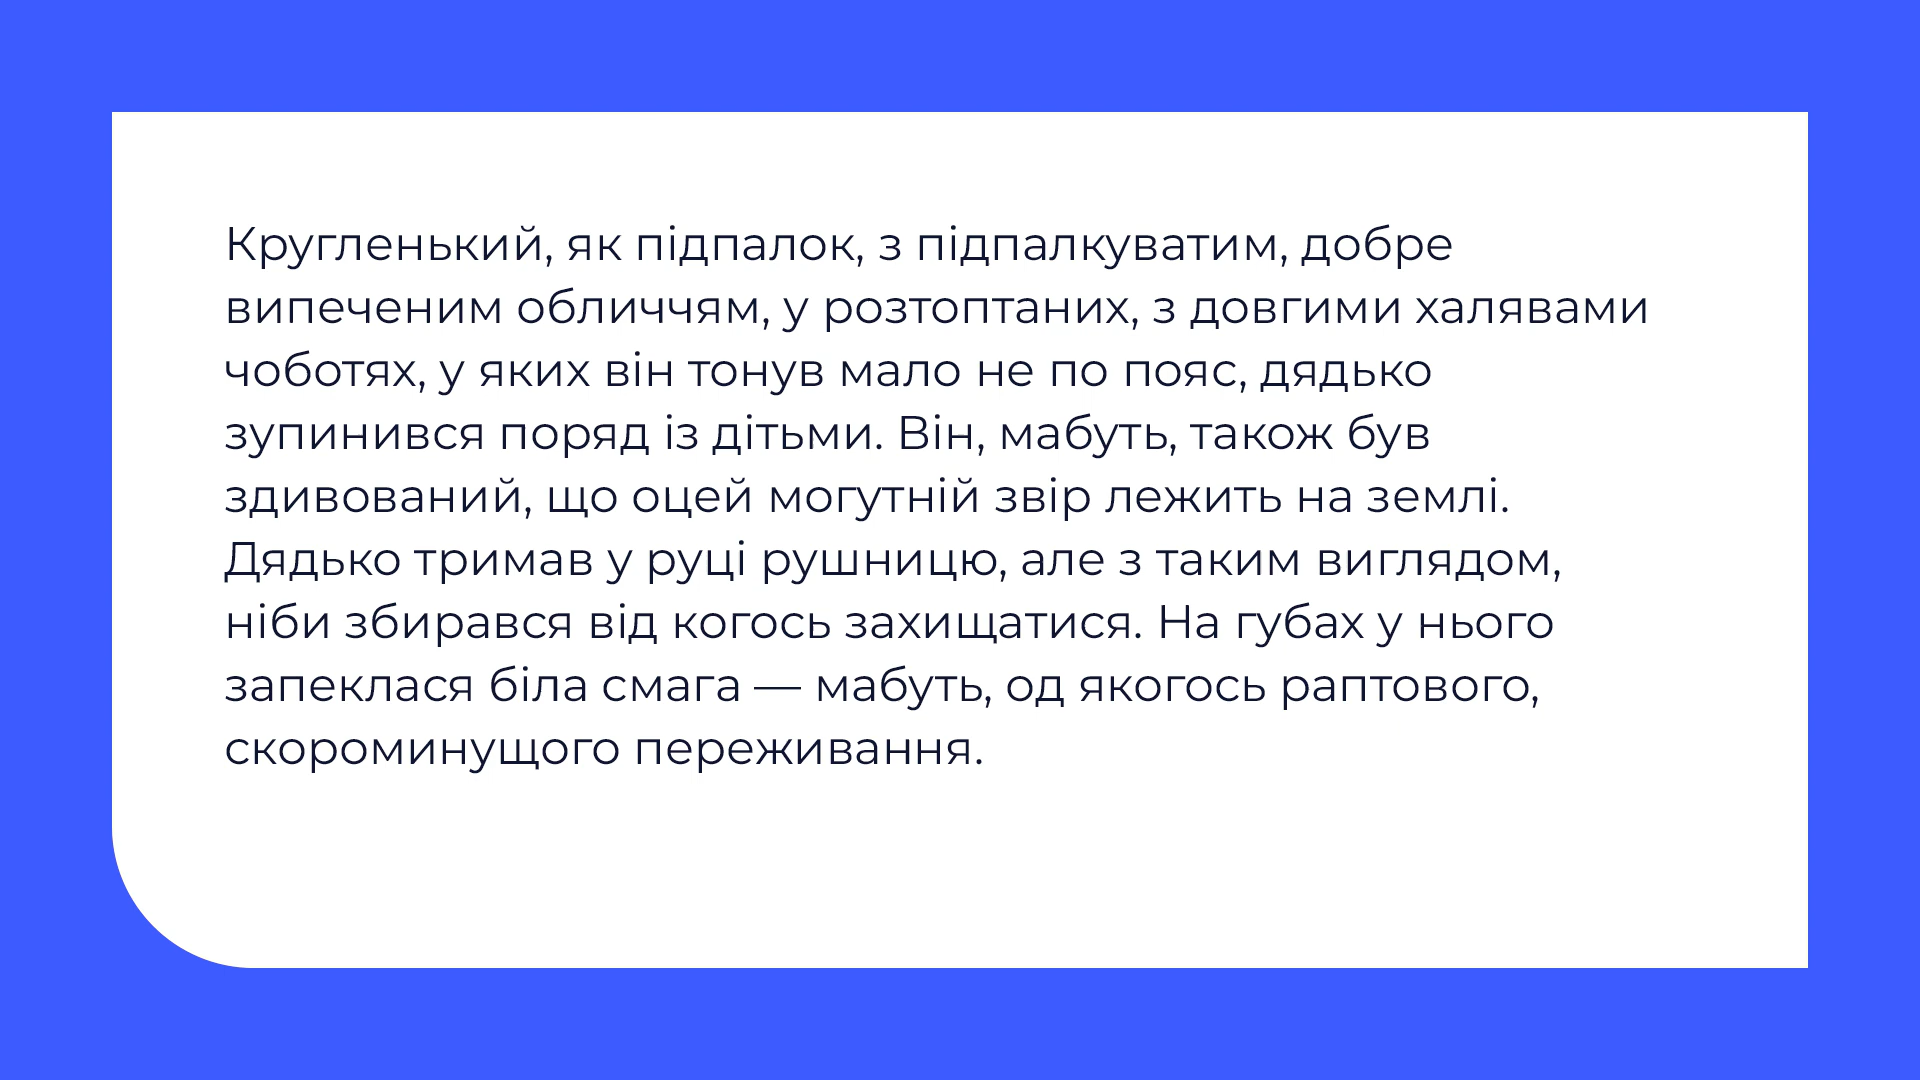 Кругленький, як підпалок, з підпалкуватим, добре
випеченим обличчям, у розтоптаних, з довгими халявами
чоботях, у яких він тонув мало не по пояс, дядько
зупинився поряд із дітьми. Він, мабуть, також був
здивований, що оцей могутній звір лежить на землі.
Дядько тримав у руці рушницю, але з таким виглядом,
ніби збирався від когось захищатися. На губах у нього
запеклася біла смага — мабуть, од якогось раптового,
скороминущого переживання.